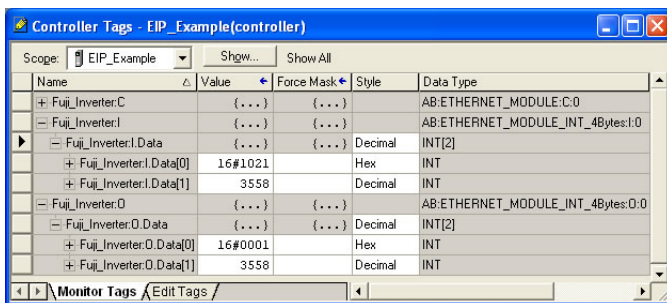 Controller Tags - EIP_Example(controller)
Scope: EIP_Example Show... Show All
Name Value Force Mask Style Data Type
Fuji_Inverter:C {...} {...} AB:ETHERNET_MODULE:C:0
Fuji_Inverter:I {...} {...} AB:ETHERNET_MODULE_INT_4Bytes:I:0
Fuji_Inverter:I.Data {...} {...} Decimal INT[2]
Fuji_Inverter:I.Data[0] 16#1021 Hex INT
Fuji_Inverter:I.Data[1] 3558 Decimal INT
Fuji_Inverter:O {...} {...} AB:ETHERNET_MODULE_INT_4Bytes:O:0
Fuji_Inverter:O.Data {...} {...} Decimal INT[2]
Fuji_Inverter:O.Data[0] 16#0001 Hex INT
Fuji_Inverter:O.Data[1] 3558 Decimal INT
Monitor Tags Edit Tags